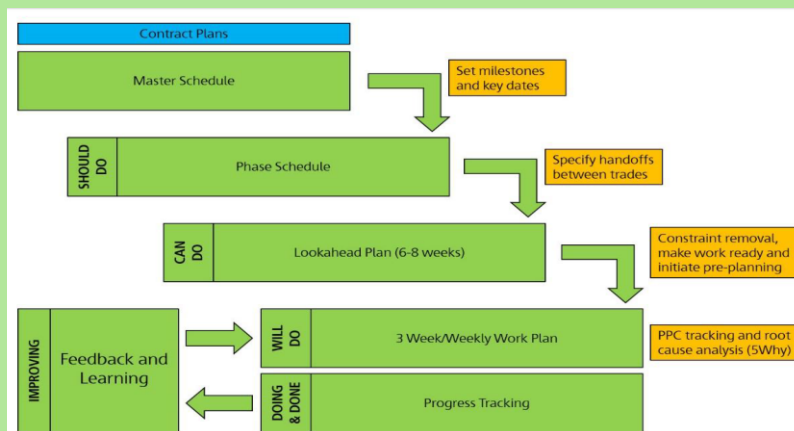 Contract Plans
Master Schedule
Set milestones
and key dates
SHOULD
DO
Phase Schedule
Specify handoffs
between trades
CAN
DO
Lookahead Plan (6-8 weeks)
Constraint removal,
make work ready and
initiate pre-planning
IMPROVING
Feedback and
Learning
WILL
DO
3 Week/Weekly Work Plan
PPC tracking and root
cause analysis (5Why)
DOING
& DONE
Progress Tracking